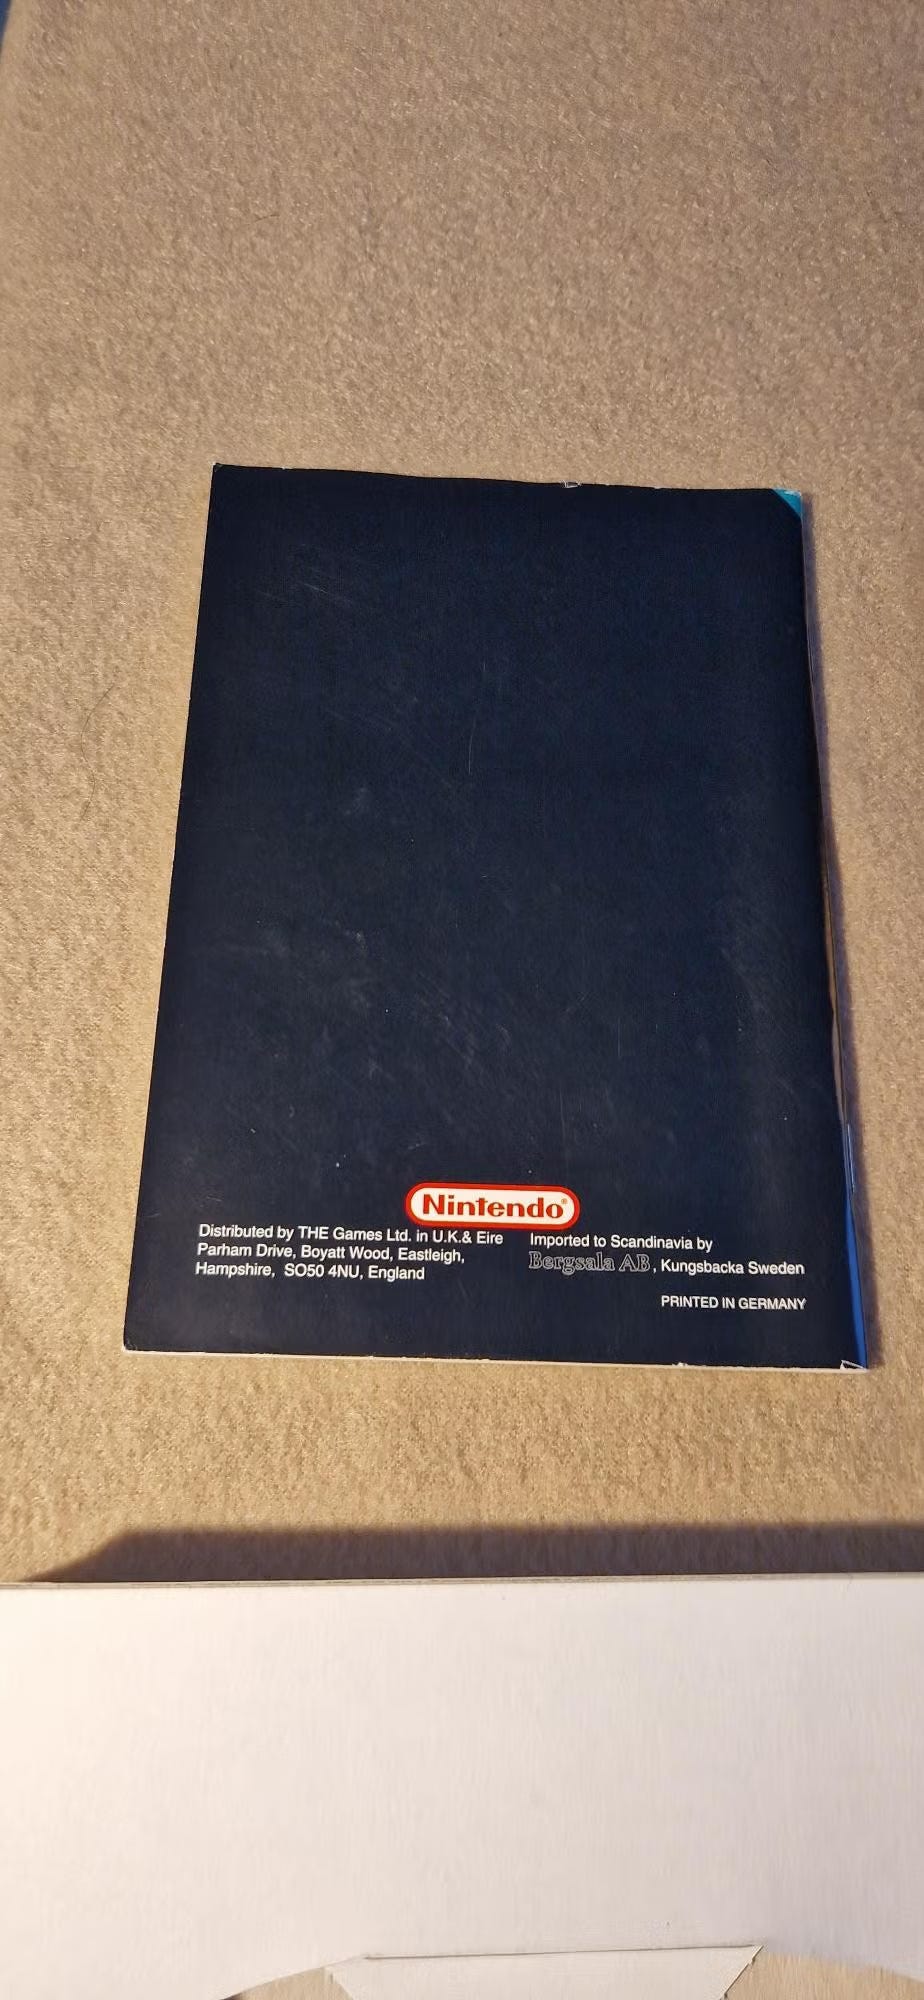 Nintendo®
Distributed by THE Games Ltd. in U.K.& Eire
Parham Drive, Boyatt Wood, Eastleigh,
Hampshire, SO50 4NU, England
Imported to Scandinavia by
Bergsala AB, Kungsbacka Sweden
PRINTED IN GERMANY